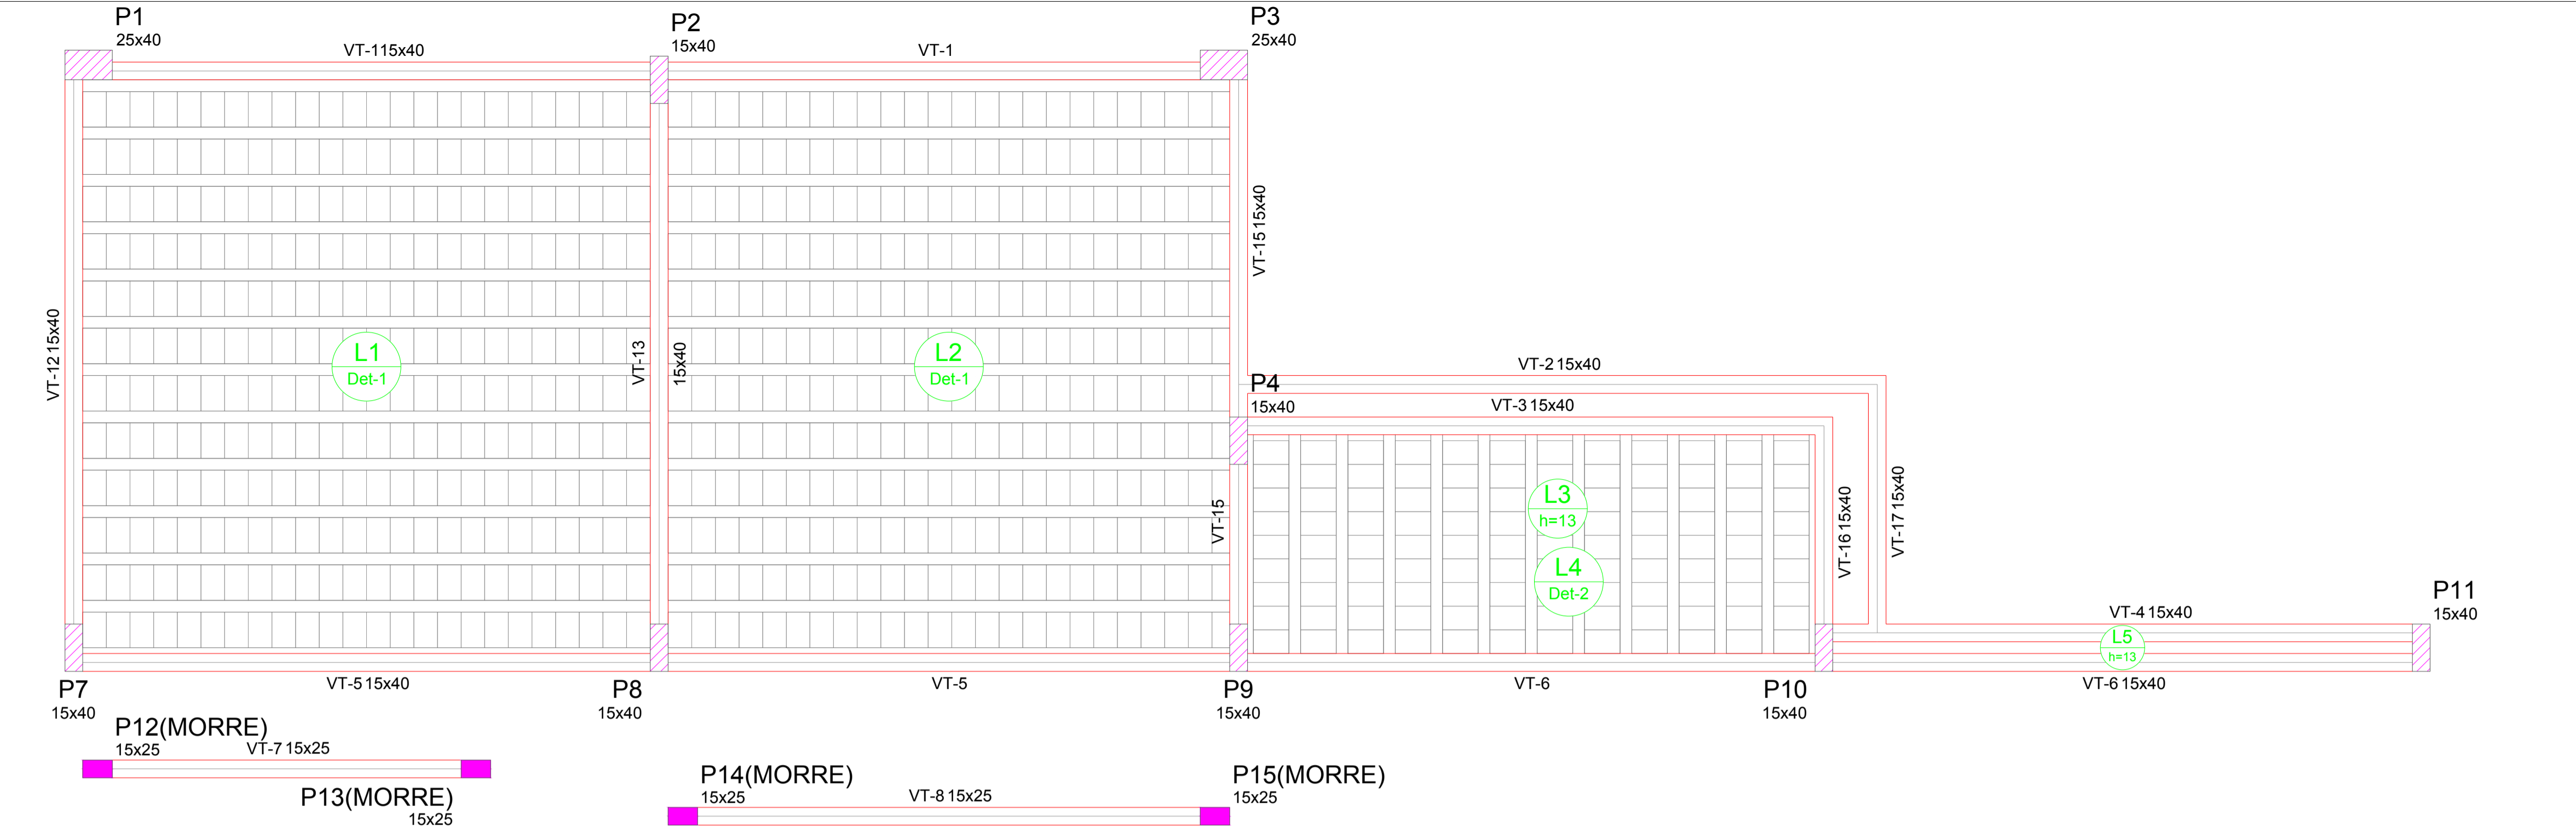 P1
25x40
VT-1 15x40
P2
15x40
VT-1
P3
25x40
VT-12 15x40
L1
Det-1
VT-13
15x40
L2
Det-1
VT-15 15x40
VT-2 15x40
P4
15x40
VT-3 15x40
VT-15
L3
h=13
L4
Det-2
VT-16 15x40
VT-17 15x40
P11
15x40
VT-4 15x40
L5
h=13
P7
15x40
VT-5 15x40
P8
15x40
VT-5
P9
15x40
VT-6
P10
15x40
VT-6 15x40
P12(MORRE)
15x25
VT-7 15x25
P13(MORRE)
15x25
P14(MORRE)
15x25
VT-8 15x25
P15(MORRE)
15x25